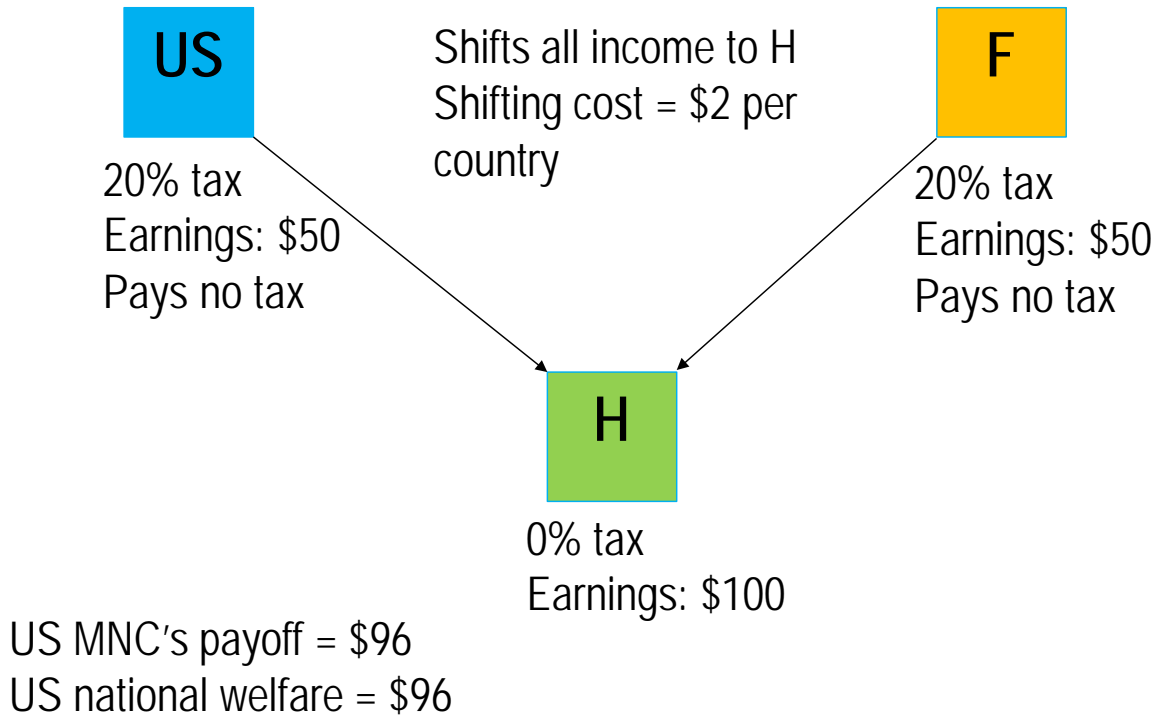 US
Shifts all income to H
Shifting cost = $2 per
country
F
20% tax
Earnings: $50
Pays no tax
20% tax
Earnings: $50
Pays no tax
H
0% tax
Earnings: $100
US MNC’s payoff = $96
US national welfare = $96